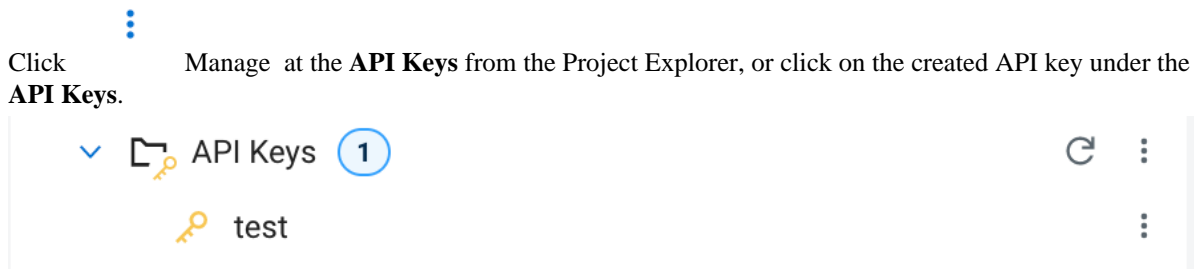 Click Manage at the API Keys from the Project Explorer, or click on the created API key under the
API Keys.
API Keys 1
test